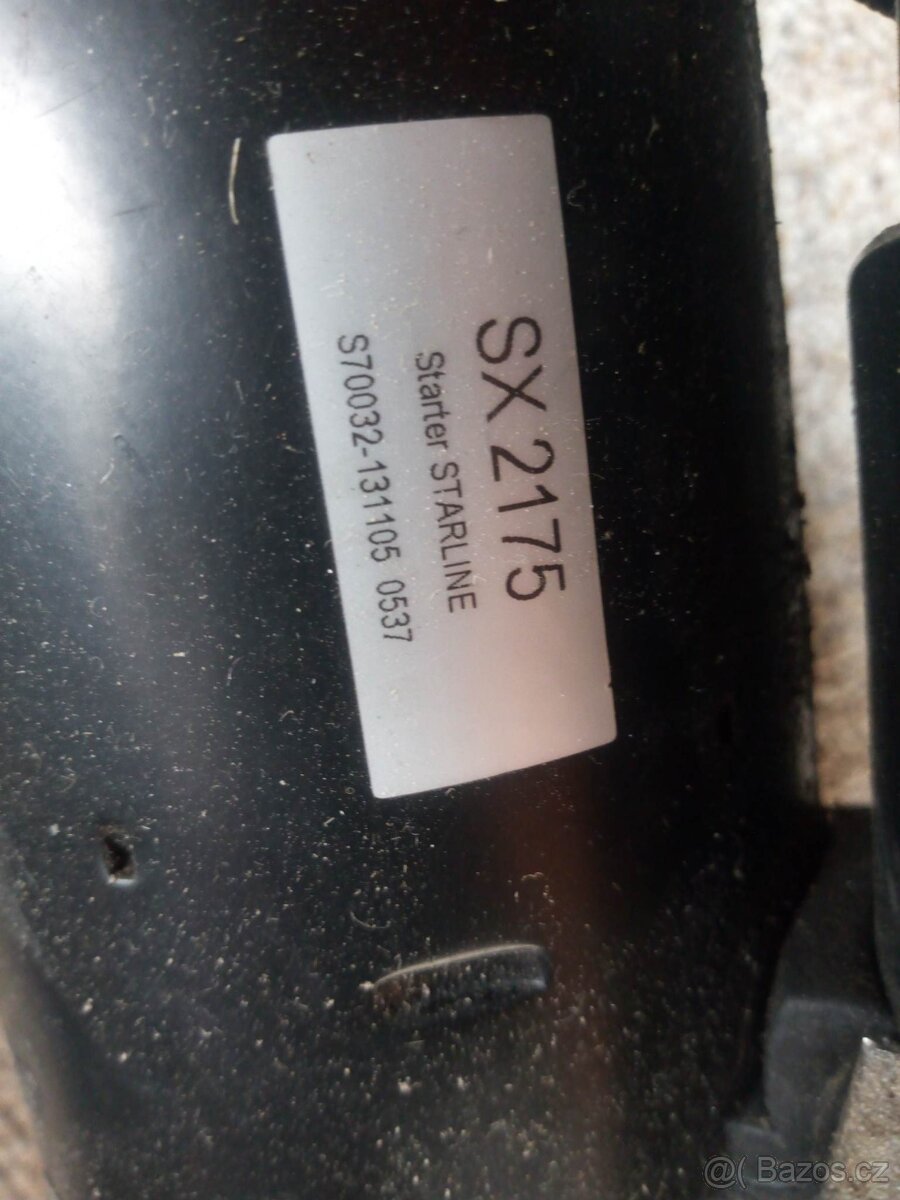 SX 2175
Starter STARLINE
S70032-131105 0537
@( Bazos.cz